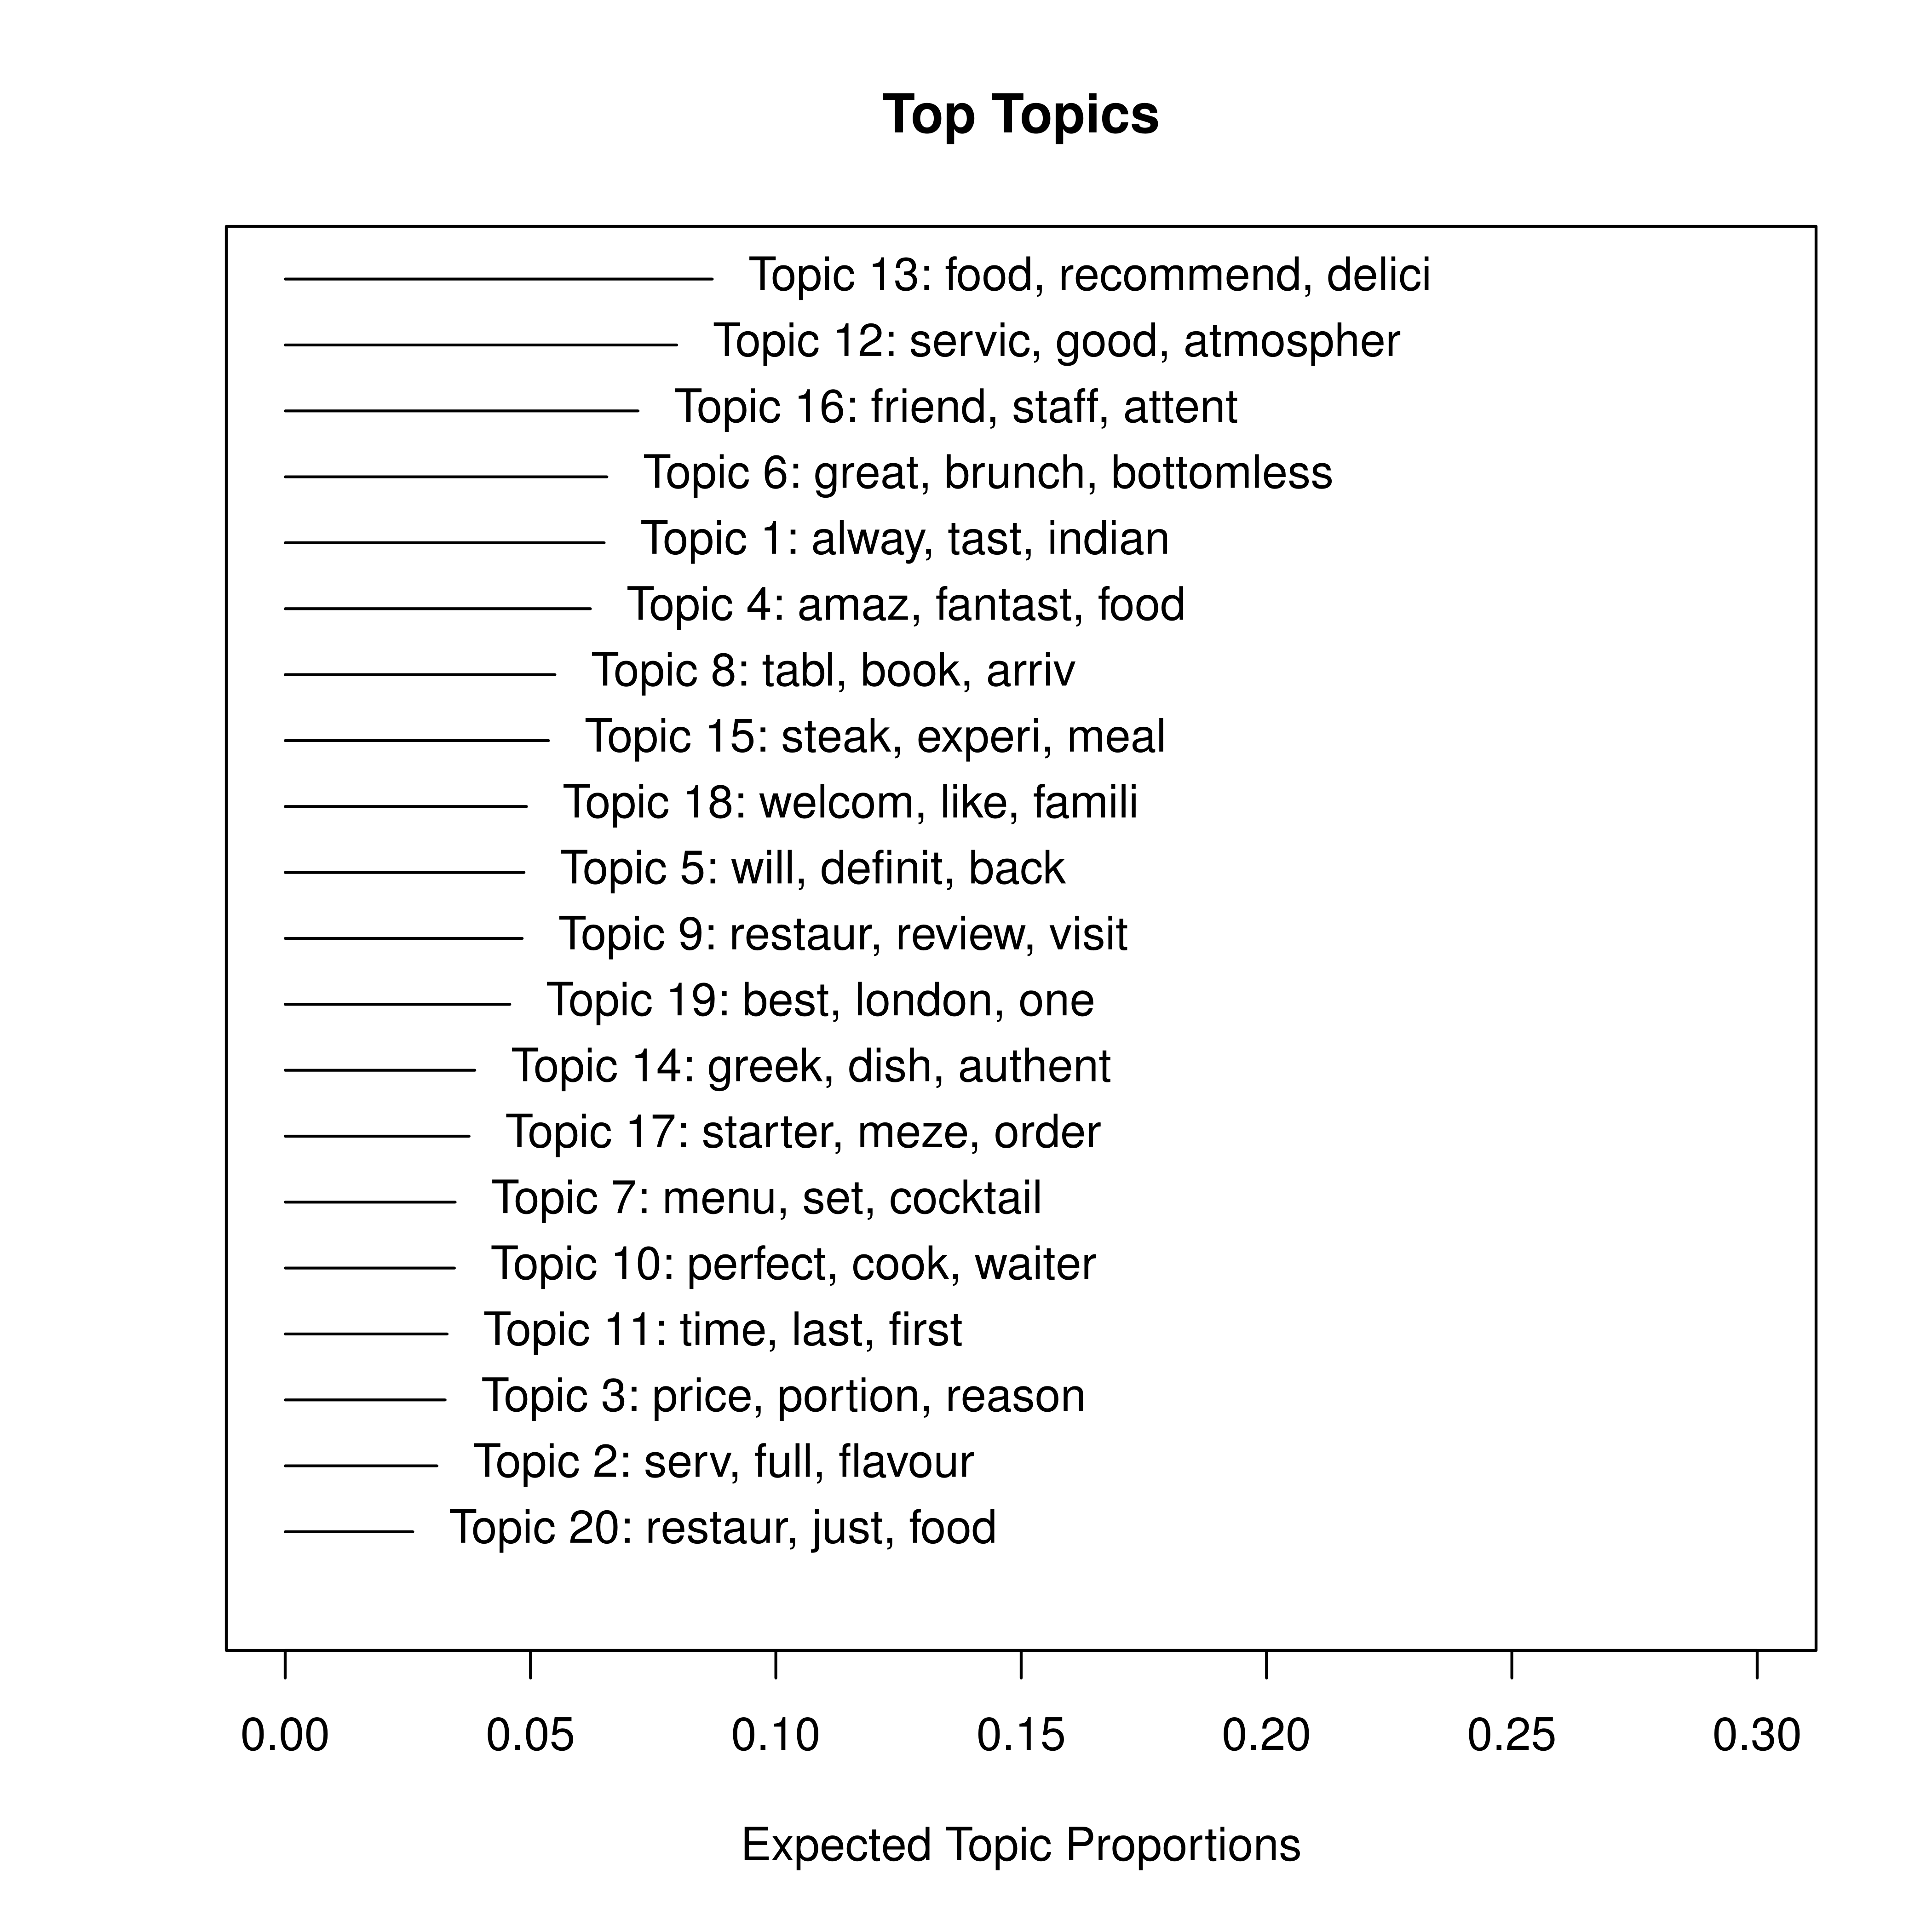 Top Topics
Topic 13: food, recommend, delici
Topic 12: servic, good, atmospher
Topic 16: friend, staff, attent
Topic 6: great, brunch, bottomless
Topic 1: alway, tast, indian
Topic 4: amaz, fantast, food
Topic 8: tabl, book, arriv
Topic 15: steak, experi, meal
Topic 18: welcom, like, famili
Topic 5: will, definit, back
Topic 9: restaur, review, visit
Topic 19: best, london, one
Topic 14: greek, dish, authent
Topic 17: starter, meze, order
Topic 7: menu, set, cocktail
Topic 10: perfect, cook, waiter
Topic 11: time, last, first
Topic 3: price, portion, reason
Topic 2: serv, full, flavour
Topic 20: restaur, just, food
0.00 0.05 0.10 0.15 0.20 0.25 0.30
Expected Topic Proportions